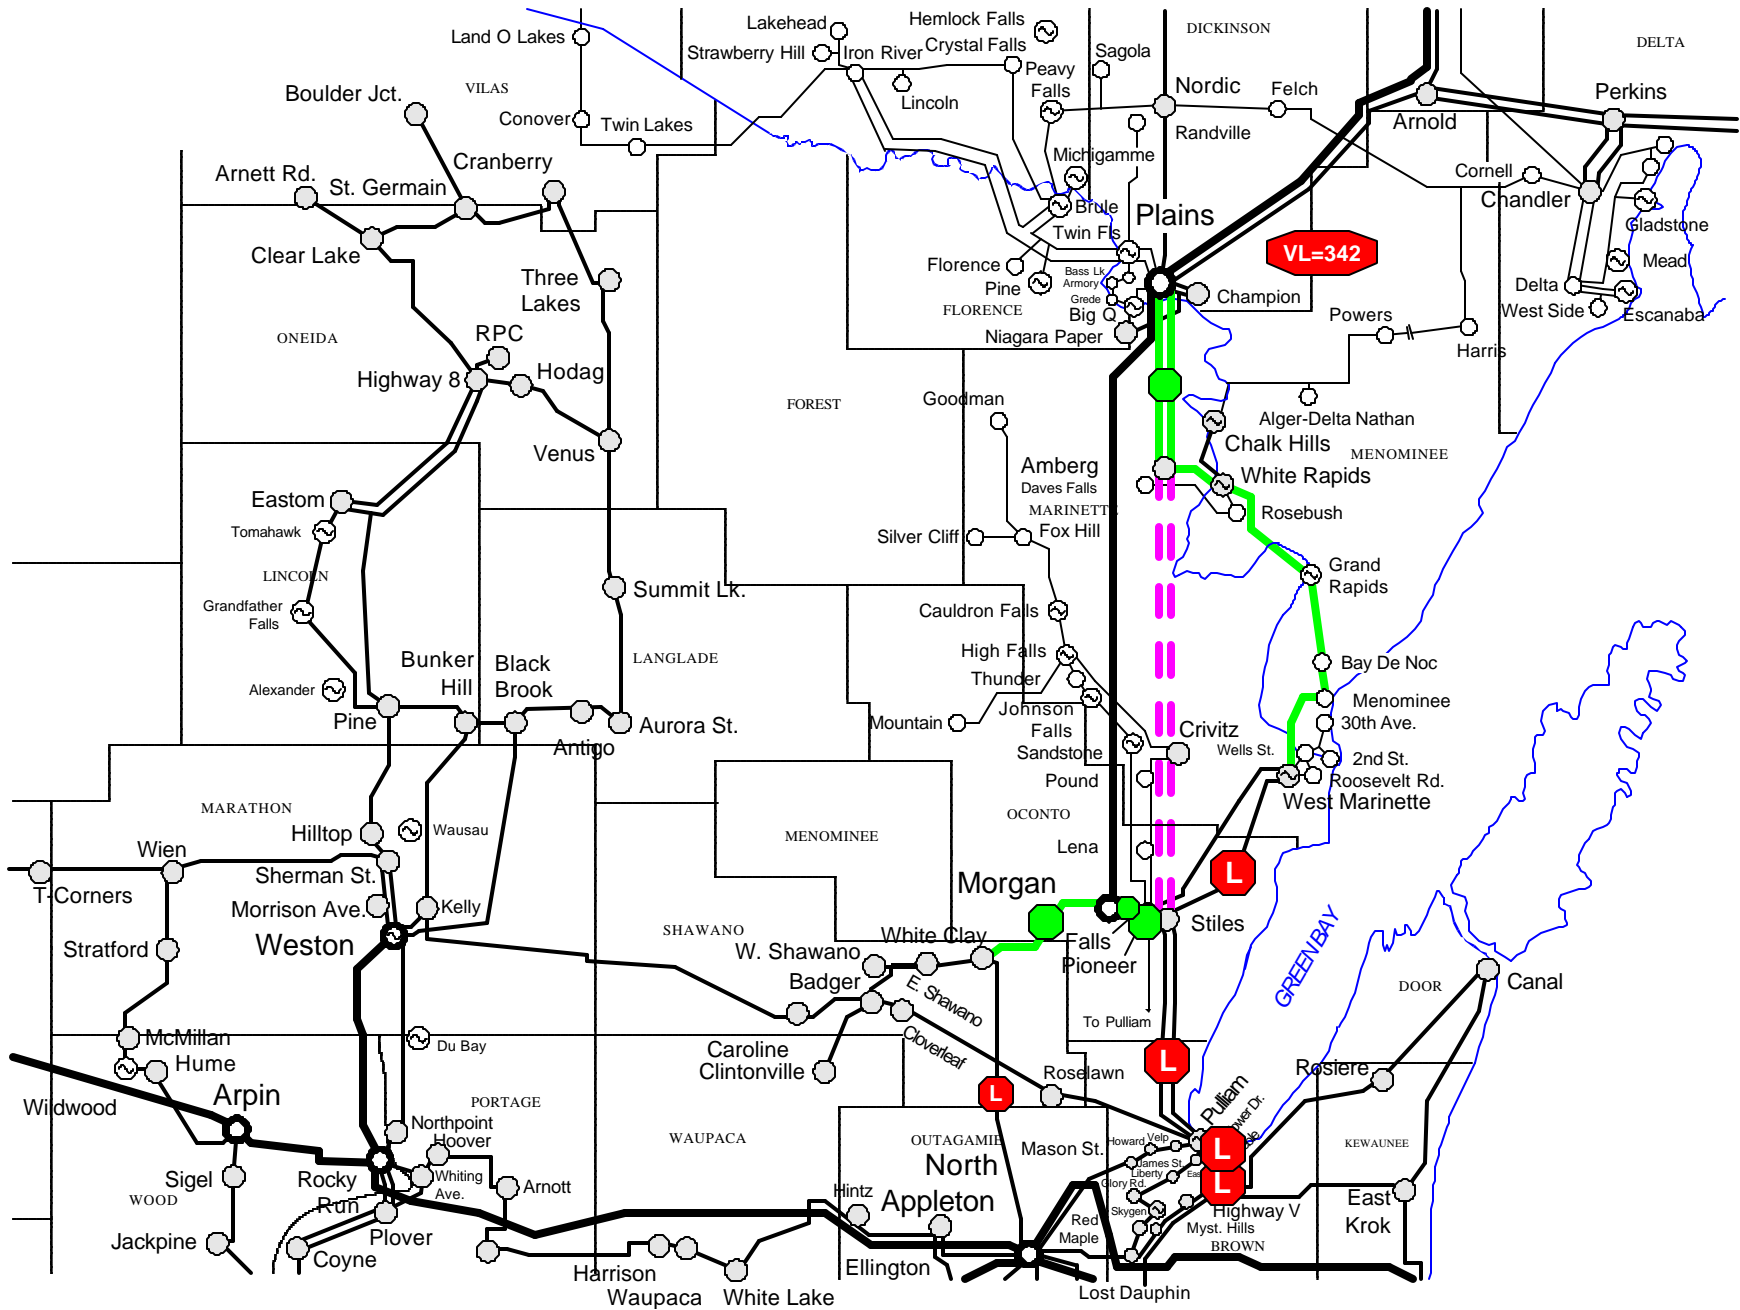 Land O Lakes
Lakehead
Hemlock Falls
Strawberry Hill
Iron River
Crystal Falls
Sagola
DICKINSON
DELTA
VILAS
Boulder Jct.
Conover
Twin Lakes
Lincoln
Peavy
Falls
Nordic
Felch
Perkins
Randville
Arnold
Cranberry
Arnett Rd.
St. Germain
Michigamme
Cornell
Chandler
Brule
Plains
Twin Fls
VL=342
Gladstone
Clear Lake
Three
Lakes
Florence
Pine
Bass Lk.
Armory
Grede
Big Q
Champion
Mead
Delta
West Side
Escanaba
FLORENCE
Niagara Paper
Powers
Harris
ONEIDA
RPC
Highway 8
Hodag
FOREST
Goodman
Alger-Delta Nathan
Chalk Hills
MENOMINEE
Venus
Amberg
Daves Falls
White Rapids
MARINETTE
Rosebush
Eastom
Tomahawk
Silver Cliff
Fox Hill
LINCOLN
Grand
Rapids
Summit Lk.
Grandfather
Falls
Cauldron Falls
Bunker
Hill
Black
Brook
LANGLADE
High Falls
Thunder
Bay De Noc
Alexander
Pine
Antigo
Aurora St.
Mountain
Johnson
Falls
Sandstone
Crivitz
Menominee
30th Ave.
Wells St.
2nd St.
Roosevelt Rd.
Pound
West Marinette
MARATHON
Hilltop
Wausau
MENOMINEE
OCONTO
Lena
Wien
Sherman St.
T-Corners
Morrison Ave.
Kelly
Morgan
L
Stiles
Weston
Stratford
SHAWANO
White Clay
W. Shawano
Badger
alls
Pioneer
GREEN BAY
DOOR
Canal
E. Shawano
Cloverleaf
To Pulliam
McMillan
Hume
Du Bay
Caroline
Clintonville
Roselawn
L
L
Rosiere
Wildwood
Arpin
PORTAGE
Northpoint
Hoover
WAUPACA
OUTAGAMIE
Mason St.
Howard
Velp
Pulliam
ower Dr.
L
KEWAUNEE
Sigel
WOOD
Rocky
Run
Whiting
Ave.
Arnott
North
Appleton
James St.
Liberty
Glory Rd.
L
East
Krok
Hintz
Skygen
Highway V
Jackpine
Plover
Coyne
Red
Maple
Myst. Hills
BROWN
Harrison
Waupaca
White Lake
Ellington
Lost Dauphin